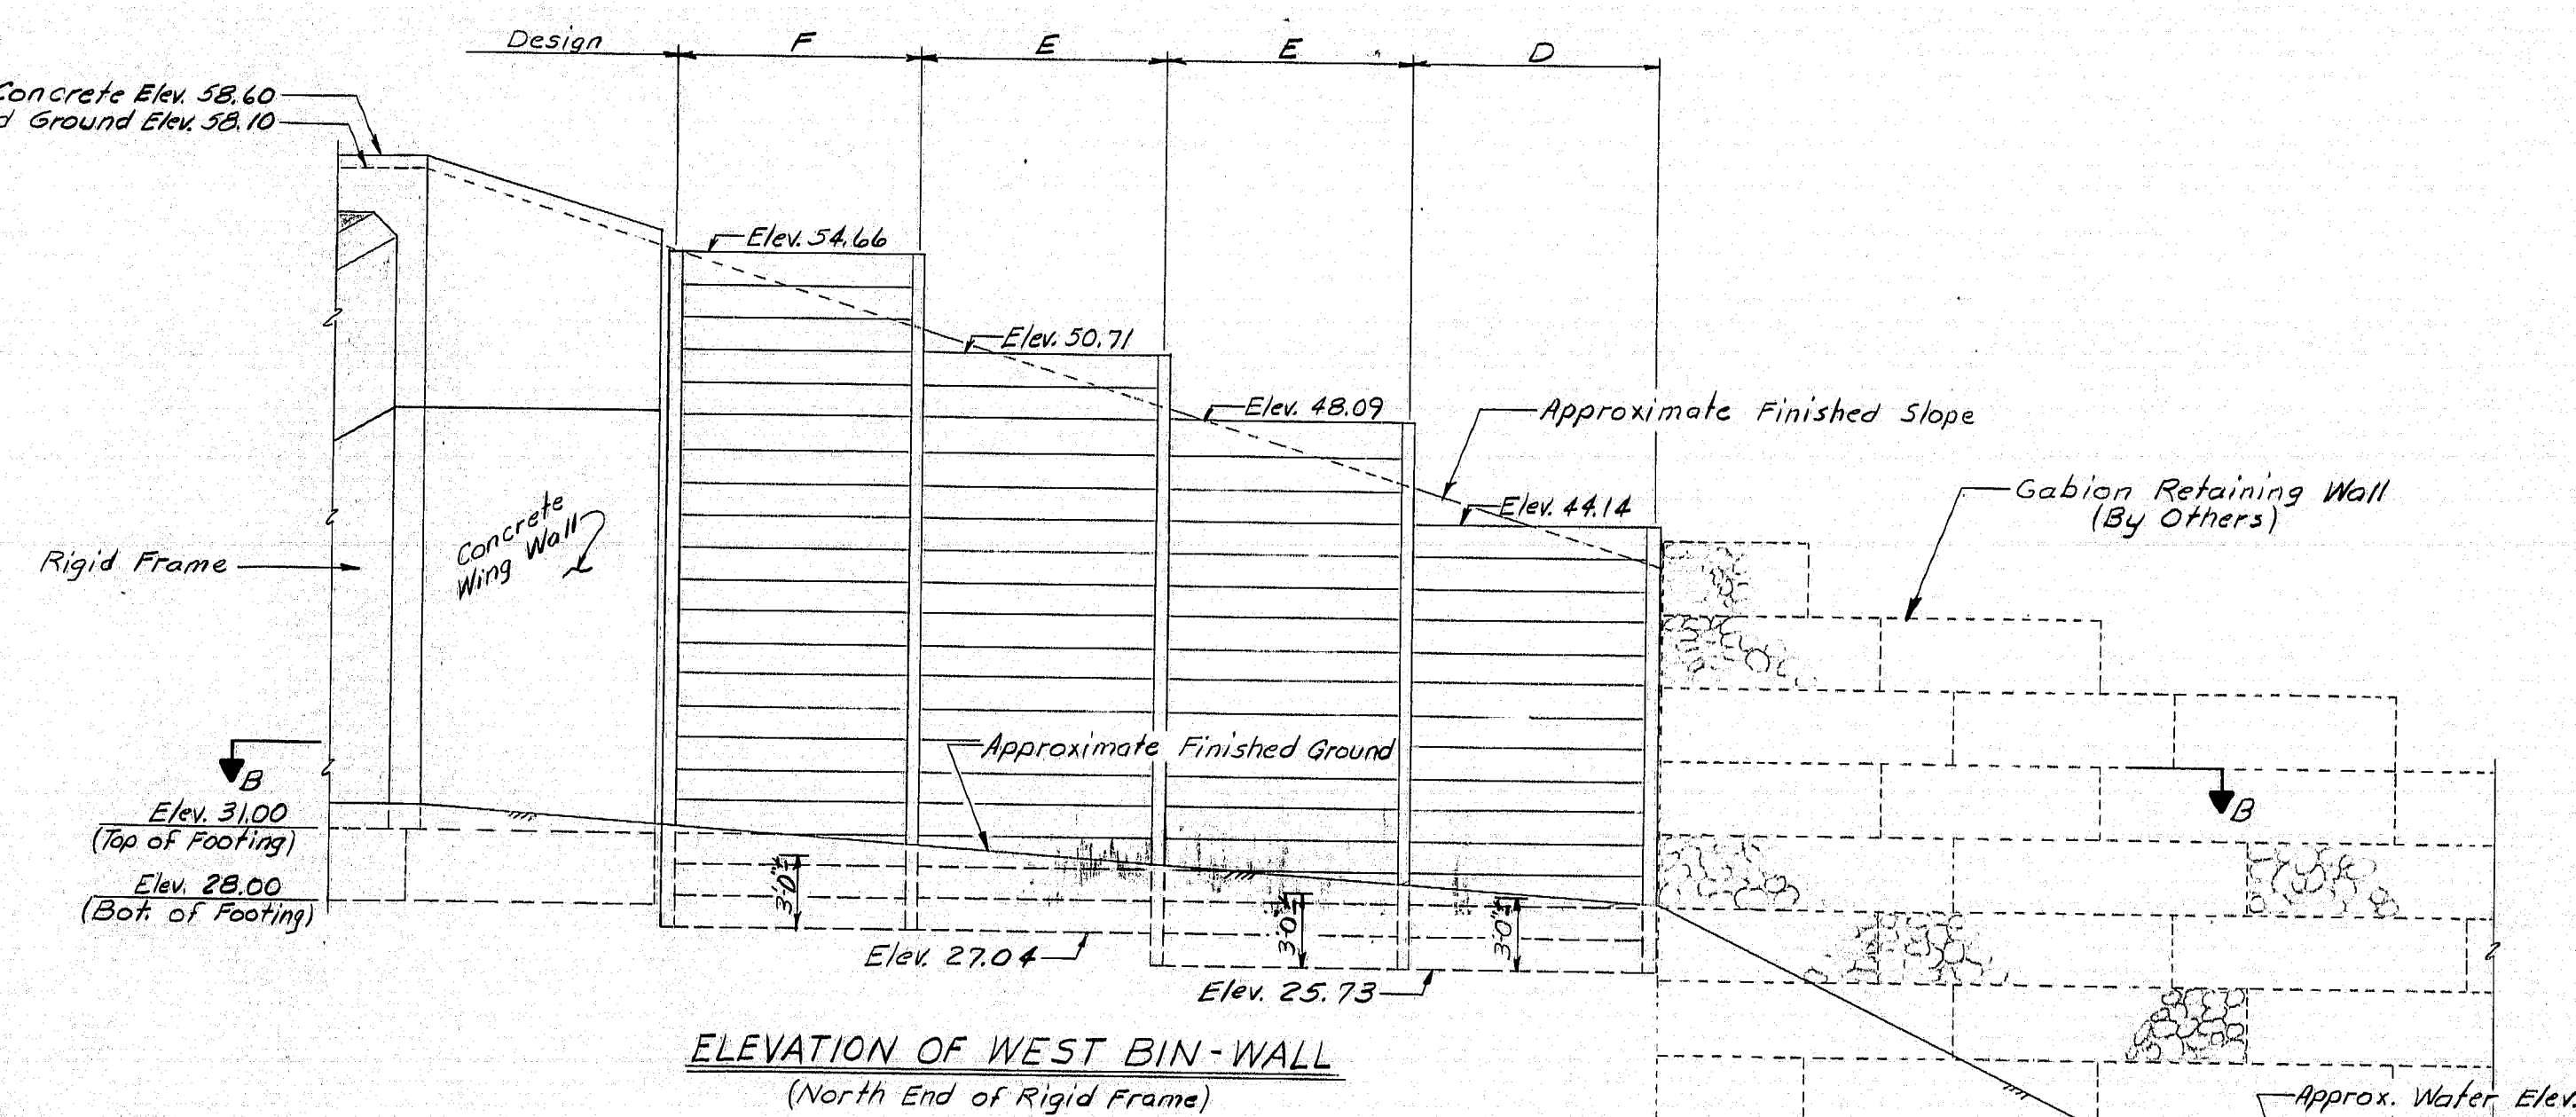 Design F E E D
Concrete Elev. 58.60
d Ground Elev. 58.10
Elev. 54.66
Elev. 50.71
Elev. 48.09
Approximate Finished Slope
Elev. 44.14
Gabion Retaining Wall
(By Others)
Concrete
Wing Wall
Rigid Frame
Approximate Finished Ground
B
B
Elev. 31.00
(Top of Footing)
Elev. 28.00
(Bot. of Footing)
3'-0"±
3'-0"±
3'-0"±
Elev. 27.04
Elev. 25.73
ELEVATION OF WEST BIN-WALL
(North End of Rigid Frame)
Approx. Water Elev.